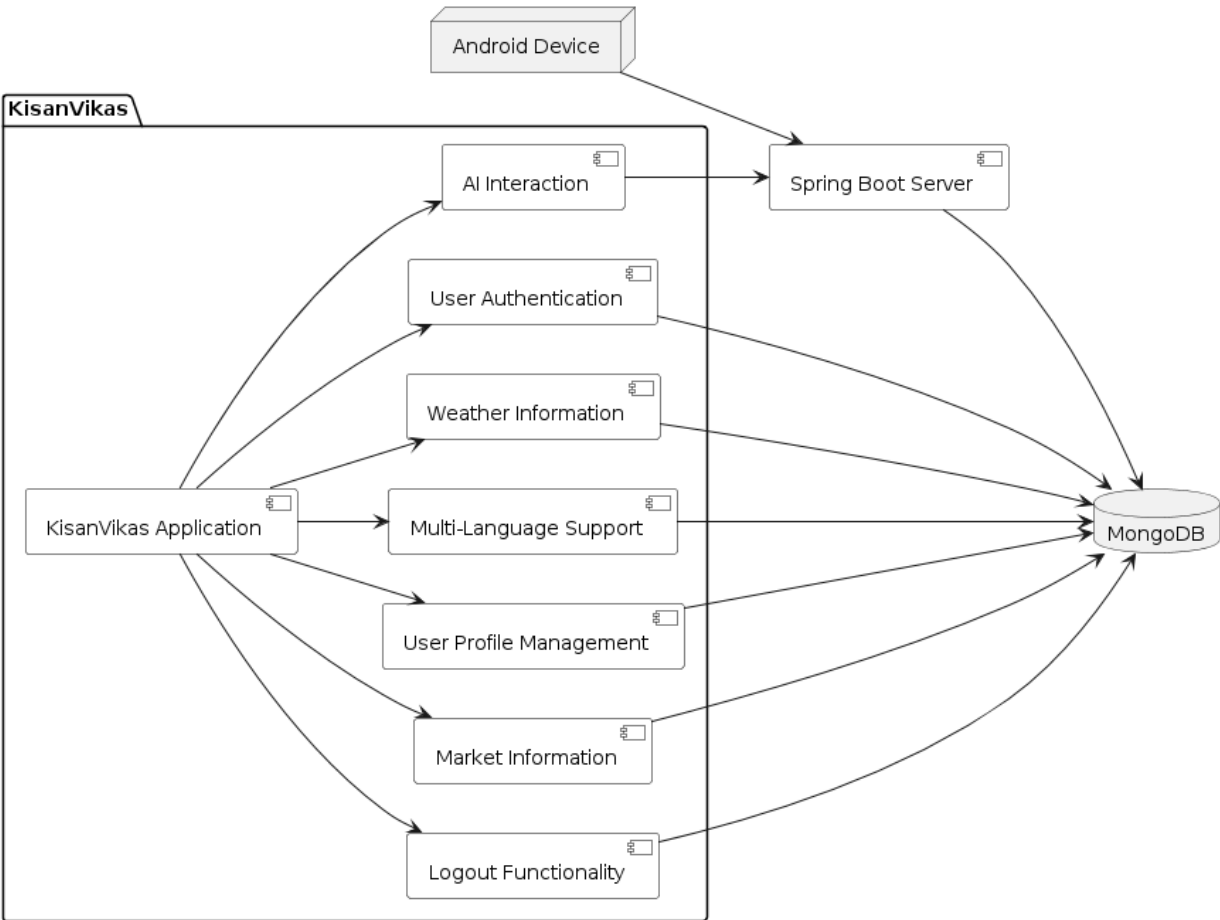 Android Device
KisanVikas
AI Interaction
Spring Boot Server
User Authentication
Weather Information
KisanVikas Application
Multi-Language Support
MongoDB
User Profile Management
Market Information
Logout Functionality